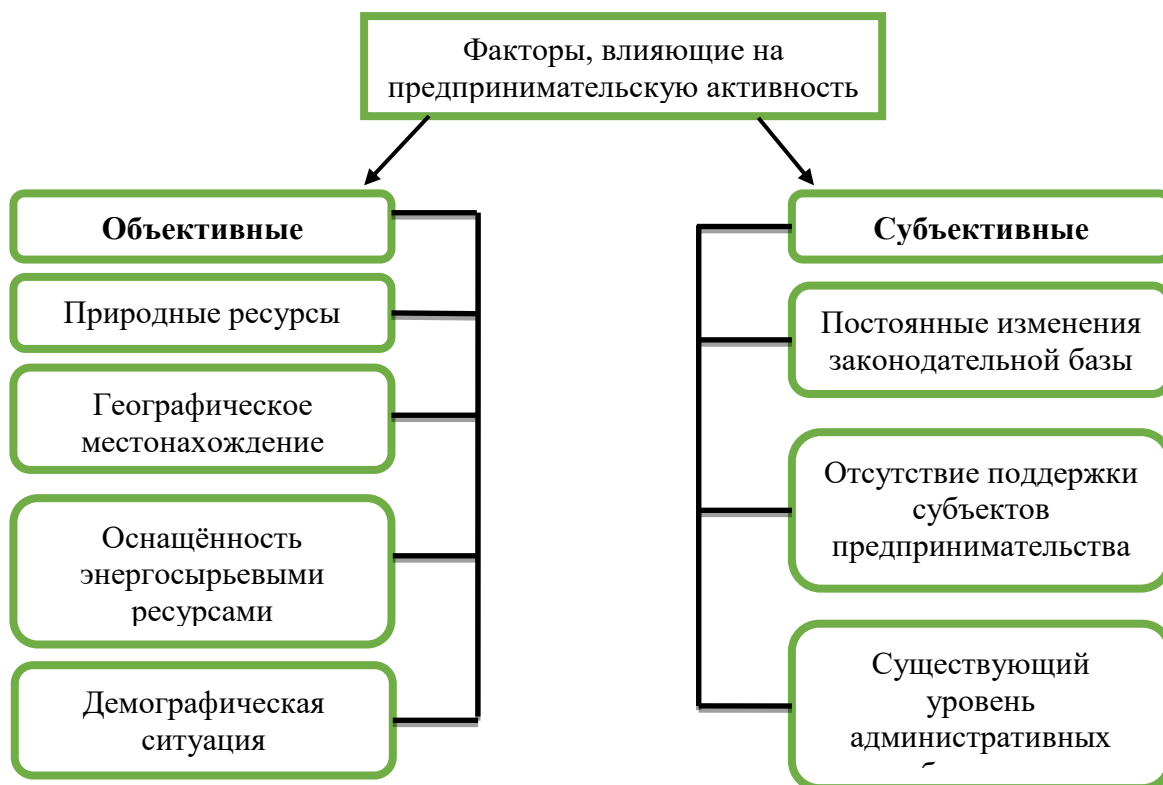 Факторы, влияющие на
предпринимательскую активность
Объективные
Природные ресурсы
Географическое
местонахождение
Оснащённость
энергосырьевыми
ресурсами
Демографическая
ситуация
Субъективные
Постоянные изменения
законодательной базы
Отсутствие поддержки
субъектов
предпринимательства
Существующий
уровень
административных